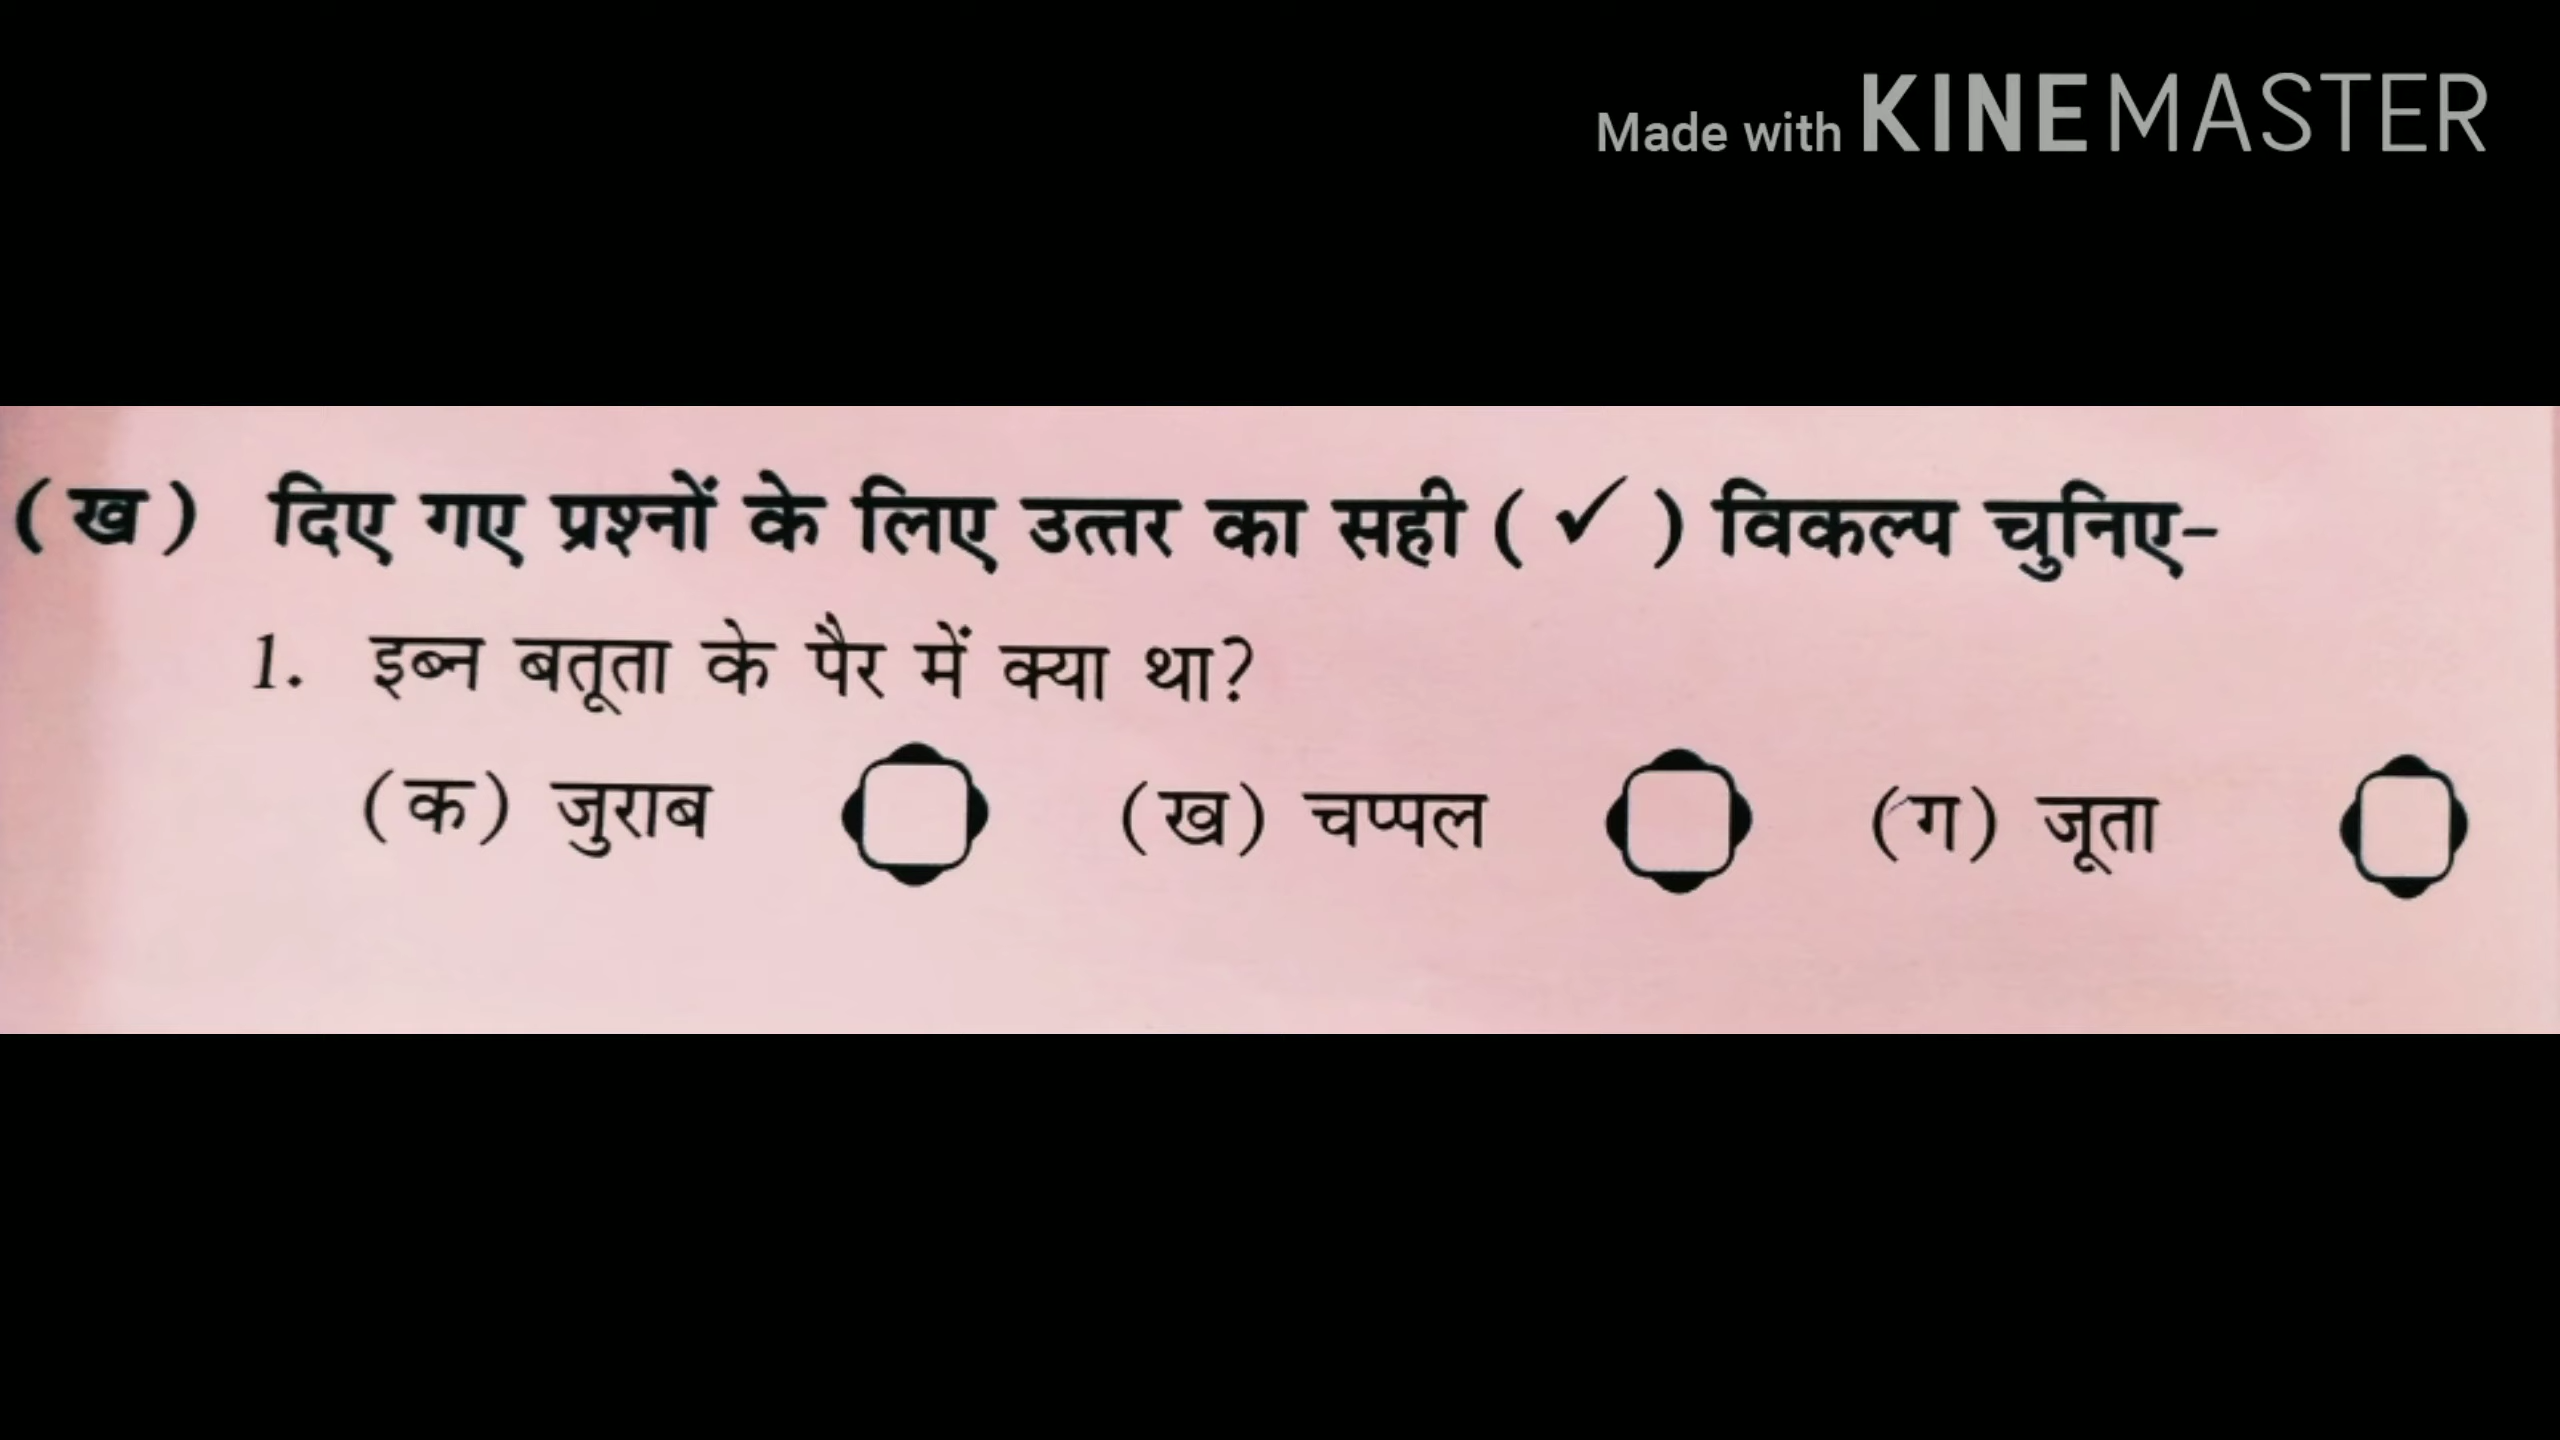 Made with KINEMASTER
(ख) दिए गए प्रश्नों के लिए उत्तर का सही (✓) विकल्प चुनिए-
1. इब्न बतूता के पैर में क्या था?
(क) जुराब (ख) चप्पल (ग) जूता